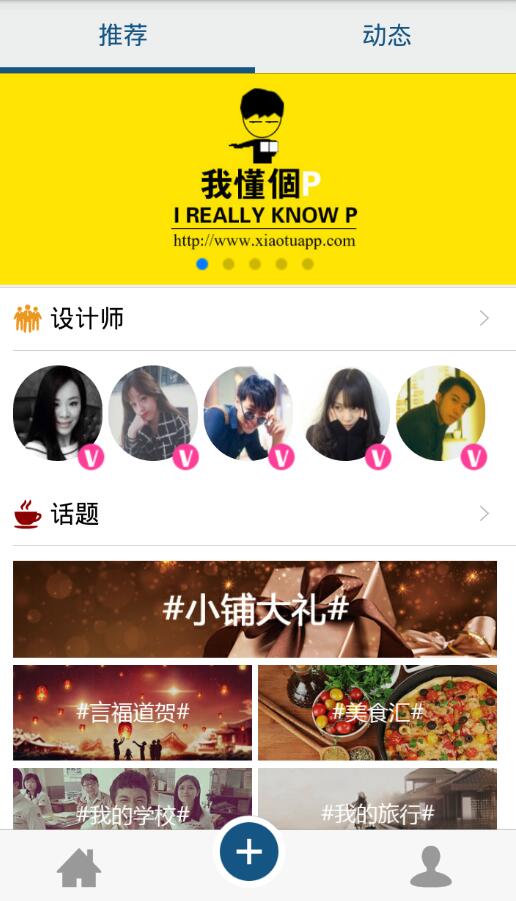 推荐
动态
我懂個P
I REALLY KNOW P
http://www.xiaotuapp.com
设计师
V
V
V
V
V
话题
#小铺大礼#
#言福道贺#
#美食汇#
#我的学校#
#我的旅行#